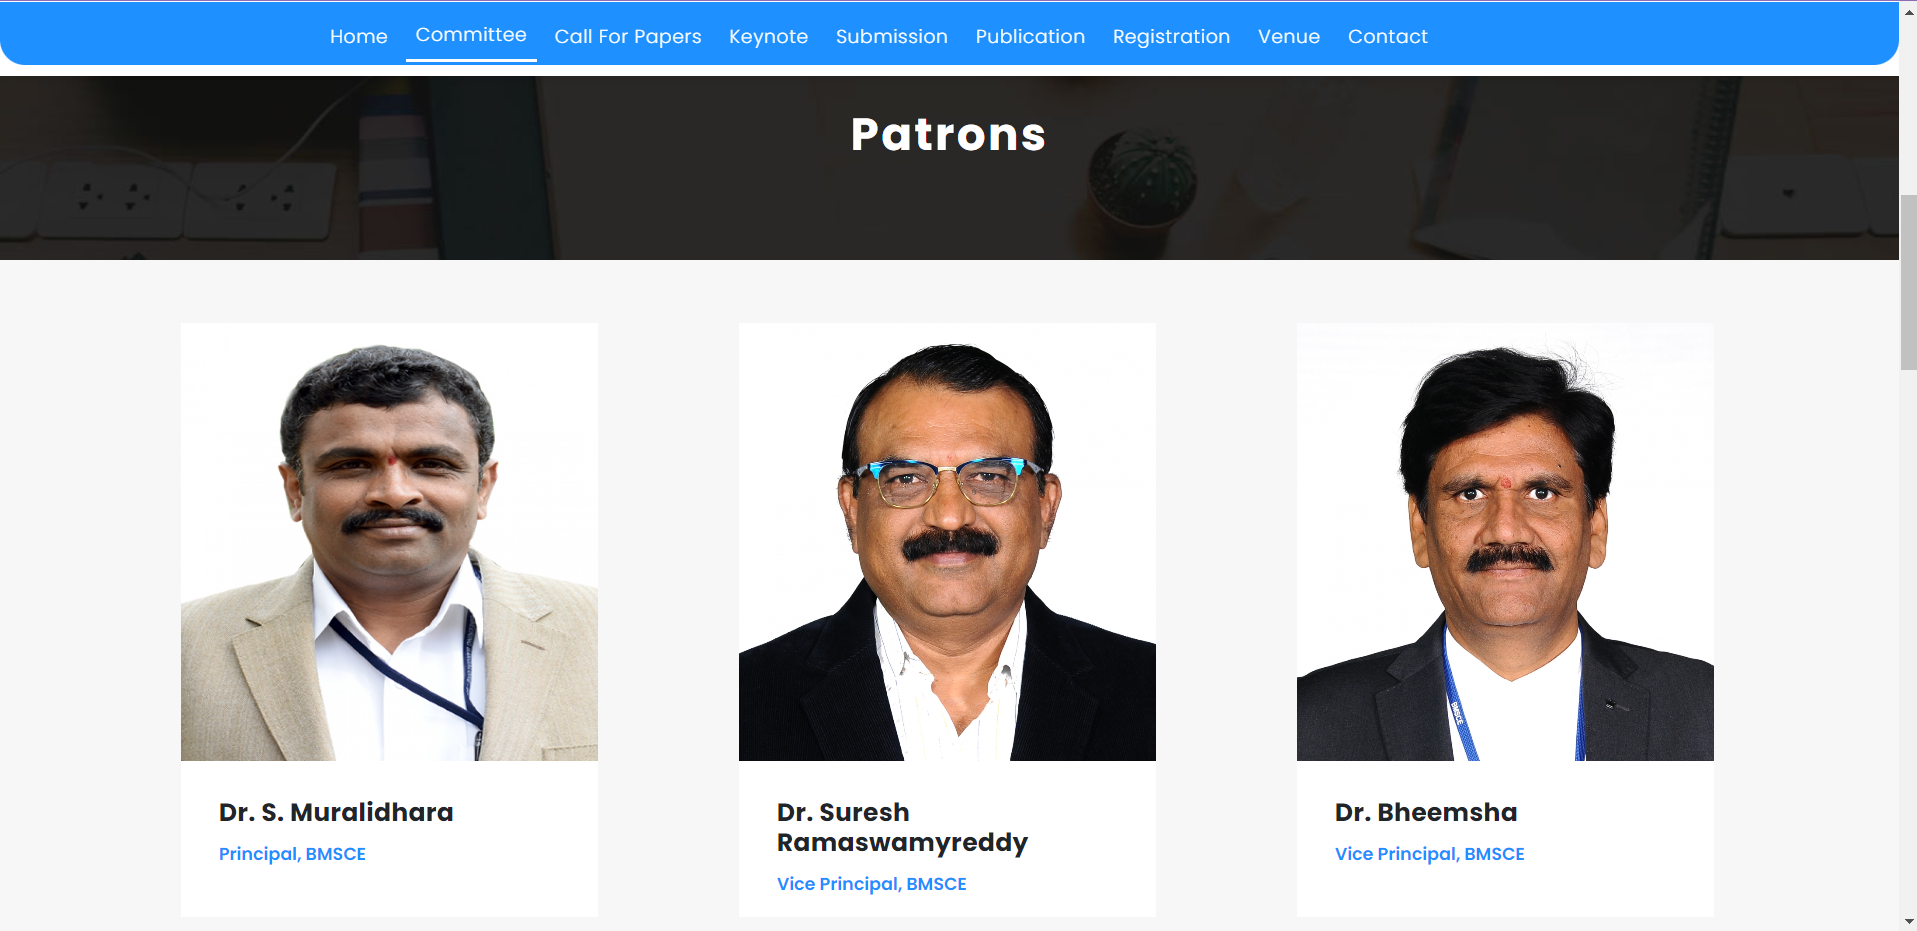 Home Committee Call For Papers Keynote Submission Publication Registration Venue Contact
Patrons
Dr. S. Muralidhara
Principal, BMSCE
Dr. Suresh
Ramaswamyreddy
Vice Principal, BMSCE
BMSCE
Dr. Bheemsha
Vice Principal, BMSCE